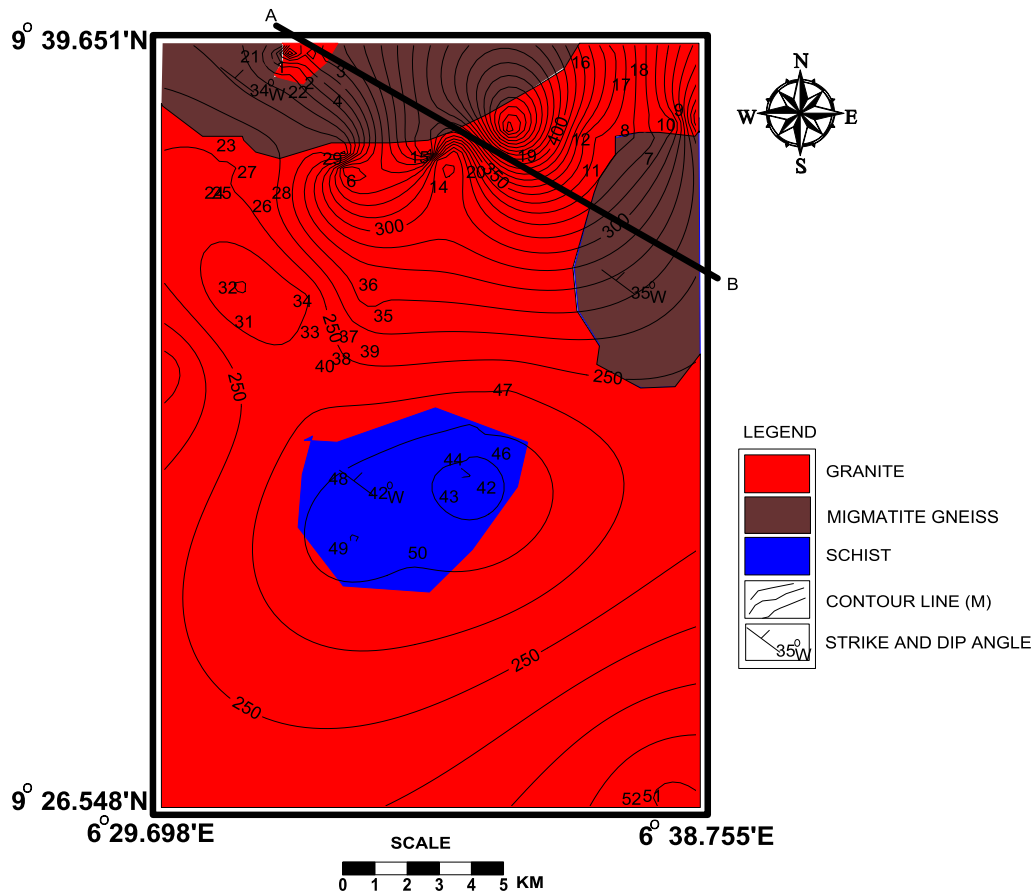 A
9° 39.651'N
N
W E
S
21 1 3 16 18
34°W 22 2 4 17
9
400 10
23 29 15 19 12 8 7
27 6 14 20 50 11
24 25 28
26 300 300
32 36 35°W
B
34
31 35
33 250 37
40 38 39
250 250
47
44 46
48 42°W 43 42
49 50
250
250
52 51
LEGEND
GRANITE
MIGMATITE GNEISS
SCHIST
CONTOUR LINE (M)
35°W STRIKE AND DIP ANGLE
9° 26.548'N
6° 29.698'E 6° 38.755'E
SCALE
0 1 2 3 4 5 KM